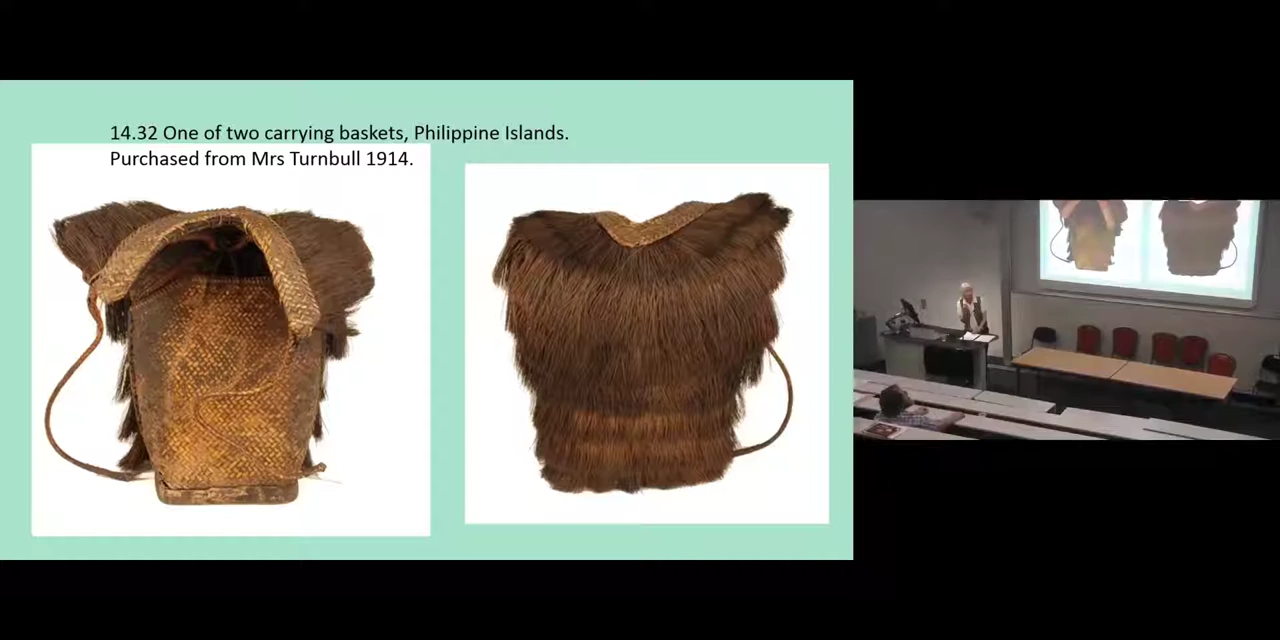 14.32 One of two carrying baskets, Philippine Islands.
Purchased from Mrs Turnbull 1914.